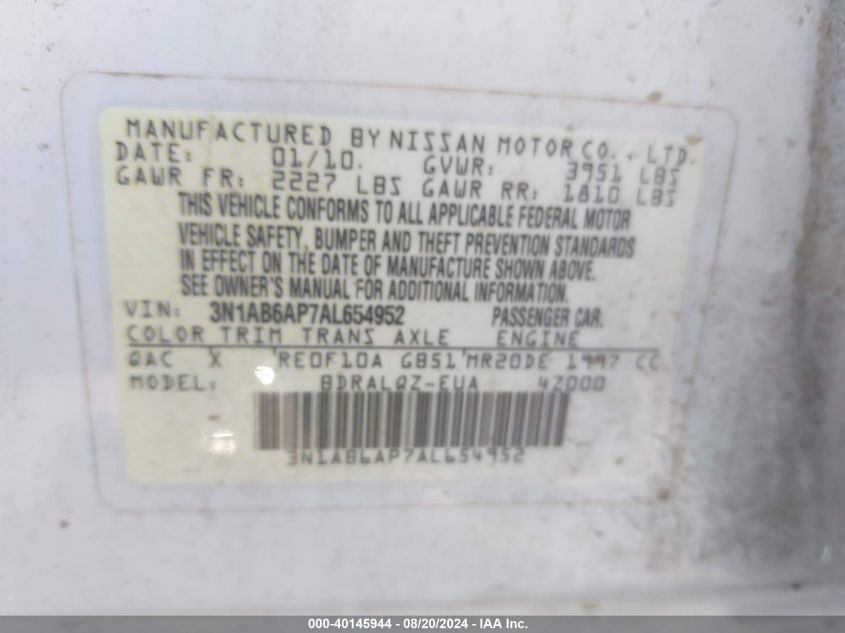 MANUFACTURED BY NISSAN MOTOR CO., LTD.
DATE: 01/10. GVWR: 3951 LBS
GAWR FR: 2227 LBS GAWR RR: 1810 LBS
THIS VEHICLE CONFORMS TO ALL APPLICABLE FEDERAL MOTOR
VEHICLE SAFETY, BUMPER AND THEFT PREVENTION STANDARDS
IN EFFECT ON THE DATE OF MANUFACTURE SHOWN ABOVE.
SEE OWNER'S MANUAL FOR ADDITIONAL INFORMATION.
VIN: 3N1AB6AP7AL654952 PASSENGER CAR.
COLOR TRIM TRANS AXLE ENGINE
QAC X RE0F10A GB51 MR20DE 1997 CC
MODEL: BDRALQZ-EUA 4Z000
3N1AB6AP7AL654952
000-40145944 - 08/20/2024 - IAA Inc.